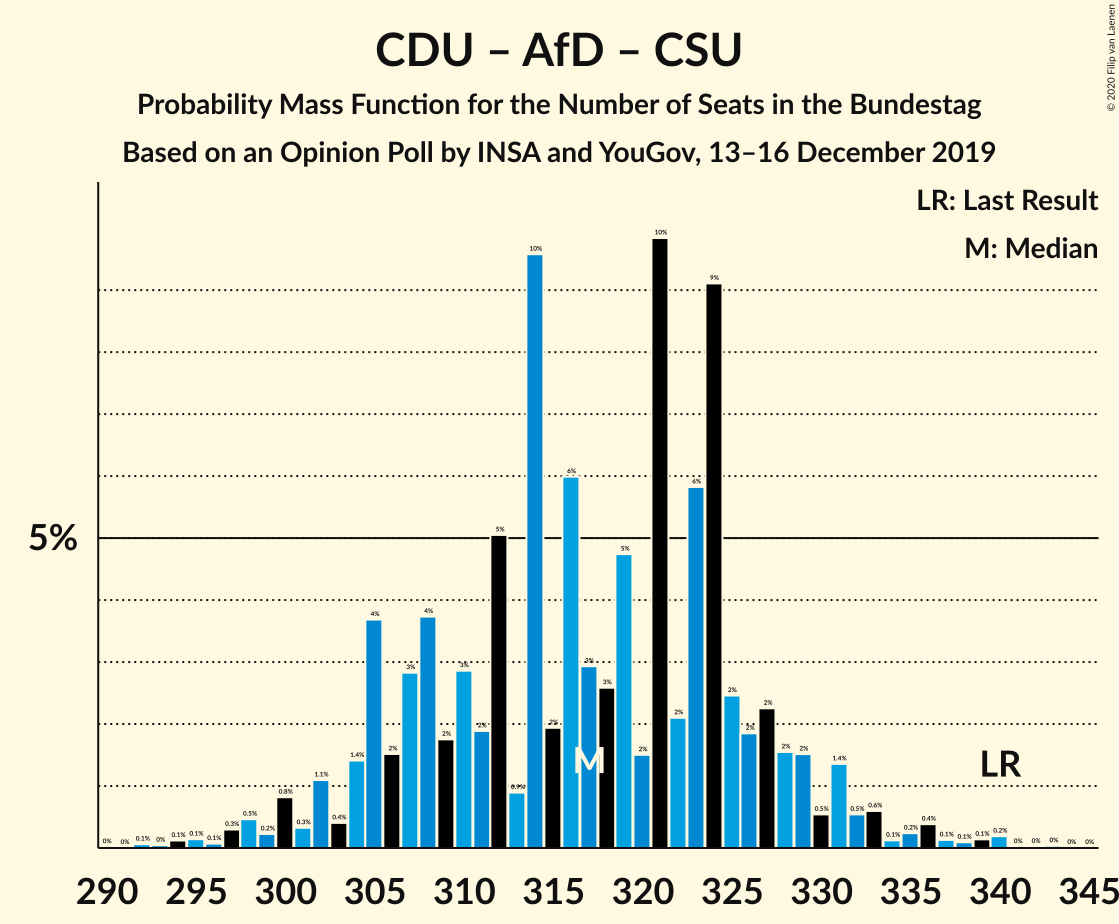 CDU – AfD – CSU
Probability Mass Function for the Number of Seats in the Bundestag
Based on an Opinion Poll by INSA and YouGov, 13–16 December 2019
© 2020 Filip van Laenen
LR: Last Result
M: Median
5%
0% 0% 0.1% 0% 0.1% 0.1% 0.1% 0.3% 0.5% 0.2% 0.8% 0.3% 1.1% 0.4% 1.4% 4% 2% 3% 4% 2% 3% 2% 5% 0.9% 10% 2% 6% 3% 3% 5% 2% 10% 2% 6% 9% 2% 2% 2% 2% 2% 0.5% 1.4% 0.5% 0.6% 0.1% 0.2% 0.4% 0.1% 0.1% 0.1% 0.2% 0% 0% 0% 0% 0%
M
LR
290 295 300 305 310 315 320 325 330 335 340 345